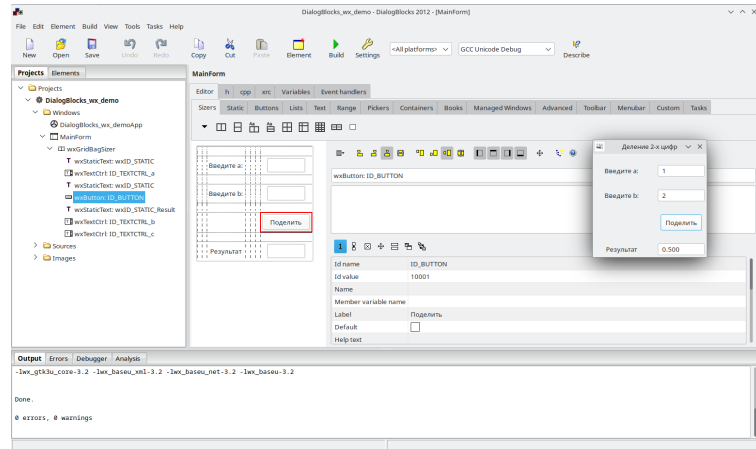 DialogBlocks_wx_demo - DialogBlocks 2012 - [MainForm]
File Edit Element Build View Tools Tasks Help
New Open Save Undo Redo Copy Cut Paste Element Build Settings <All platforms> GCC Unicode Debug Describe
Projects Elements
MainForm
Projects
DialogBlocks_wx_demo
Windows
DialogBlocks_wx_demoApp
MainForm
wxGridBagSizer
wxStaticText: wxID_STATIC
wxTextCtrl: ID_TEXTCTRL_a
wxStaticText: wxID_STATIC
wxButton: ID_BUTTON
wxStaticText: wxID_STATIC_Result
wxTextCtrl: ID_TEXTCTRL_b
wxTextCtrl: ID_TEXTCTRL_c
Sources
Images
Editor h cpp xrc Variables Event handlers
Sizers Static Buttons Lists Text Range Pickers Containers Books Managed Windows Advanced Toolbar Menubar Custom Tasks
Введите a:
Введите b:
Поделить
Результат
wxButton: ID_BUTTON
1 8
Id name ID_BUTTON
Id value 10001
Name
Member variable name
Label Поделить
Default
Help text
Деление 2-х цифр
Введите a: 1
Введите b: 2
Поделить
Результат 0.500
Output Errors Debugger Analysis
-lwx_gtk3u_core-3.2 -lwx_baseu_xml-3.2 -lwx_baseu_net-3.2 -lwx_baseu-3.2
Done.
0 errors, 0 warnings